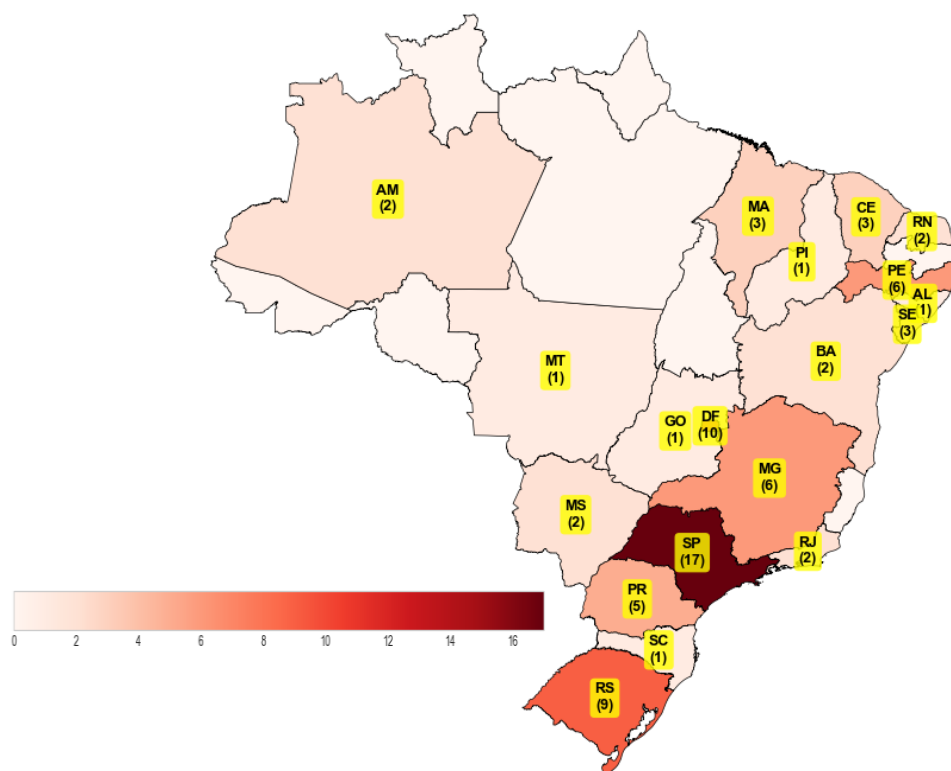 AM
(2)
MA
(3)
CE
(3)
RN
(2)
PI
(1)
PE
(6)
AL
(1)
SE
(3)
BA
(2)
MT
(1)
GO
(1)
DF
(10)
MG
(6)
MS
(2)
SP
(17)
RJ
(2)
PR
(5)
SC
(1)
RS
(9)
0 2 4 6 8 10 12 14 16